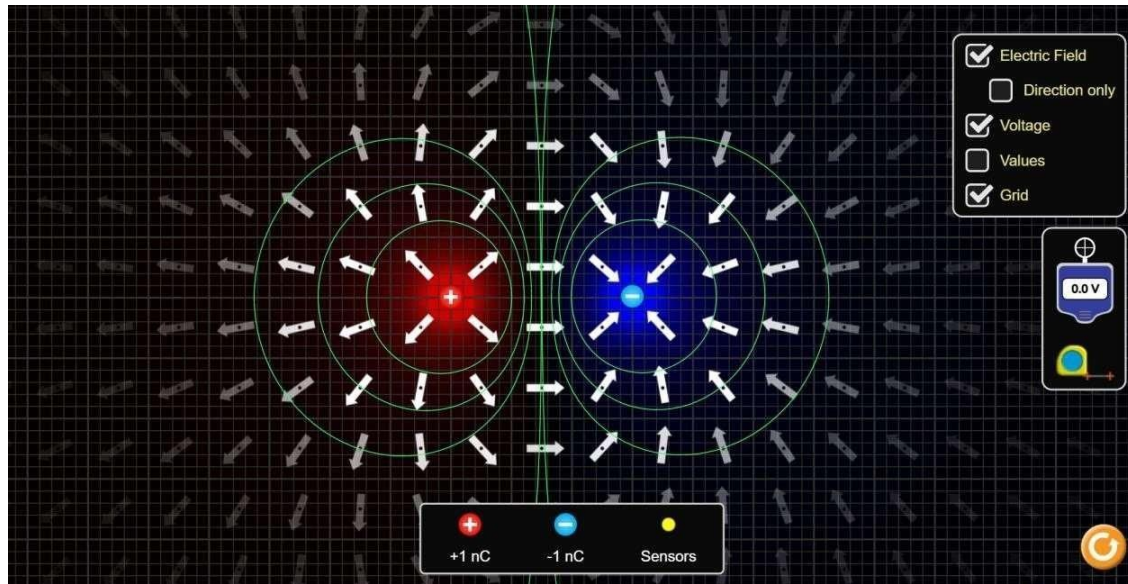 Electric Field
Direction only
Voltage
Values
Grid
0.0 V
+
−
+
−
+1 nC
-1 nC
Sensors